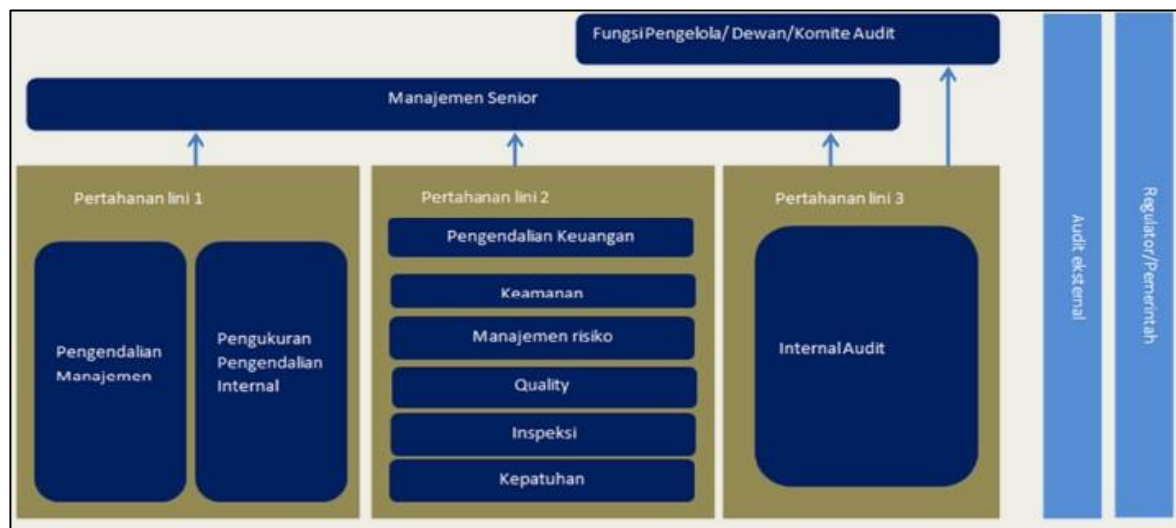 Fungsi Pengelola/ Dewan/Komite Audit
Manajemen Senior
Pertahanan lini 1
Pengendalian
Manajemen
Pengukuran
Pengendalian
Internal
Pertahanan lini 2
Pengendalian Keuangan
Keamanan
Manajemen risiko
Quality
Inspeksi
Kepatuhan
Pertahanan lini 3
Internal Audit
Audit eksternal
Regulator/Pemerintah